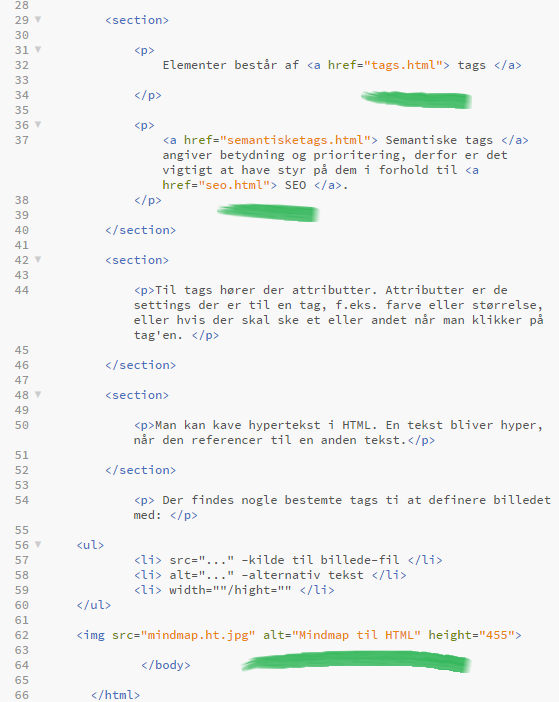 28
29 <section>
30
31 <p>
32 Elementer består af <a href="tags.html"> tags </a>
33
34 </p>
35
36 <p>
37 <a href="semantisketags.html"> Semantiske tags </a>
angiver betydning og prioritering, derfor er det
vigtigt at have styr på dem i forhold til <a
href="seo.html"> SEO </a>.
38 </p>
39
40 </section>
41
42 <section>
43
44 <p>Til tags hører der attributter. Attributter er de
settings der er til en tag, f.eks. farve eller størrelse,
eller hvis der skal ske et eller andet når man klikker på
tag'en. </p>
45
46 </section>
47
48 <section>
49
50 <p>Man kan kave hypertekst i HTML. En tekst bliver hyper,
når den referencer til en anden tekst.</p>
51
52 </section>
53
54 <p> Der findes nogle bestemte tags ti at definere billedet
med: </p>
55
56 <ul>
57 <li> src="..." -kilde til billede-fil </li>
58 <li> alt="..." -alternativ tekst </li>
59 <li> width=""/hight="" </li>
60 </ul>
61
62 <img src="mindmap.ht.jpg" alt="Mindmap til HTML" height="455">
63
64 </body>
65
66 </html>